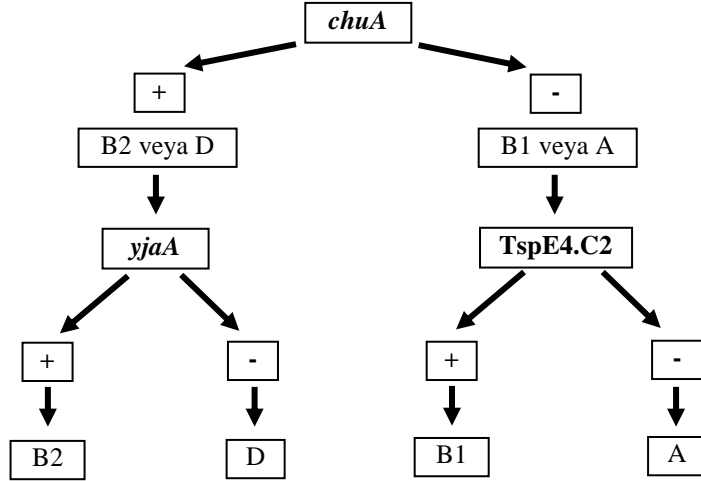 chuA
+
-
B2 veya D
B1 veya A
yjaA
TspE4.C2
+
-
+
-
B2
D
B1
A